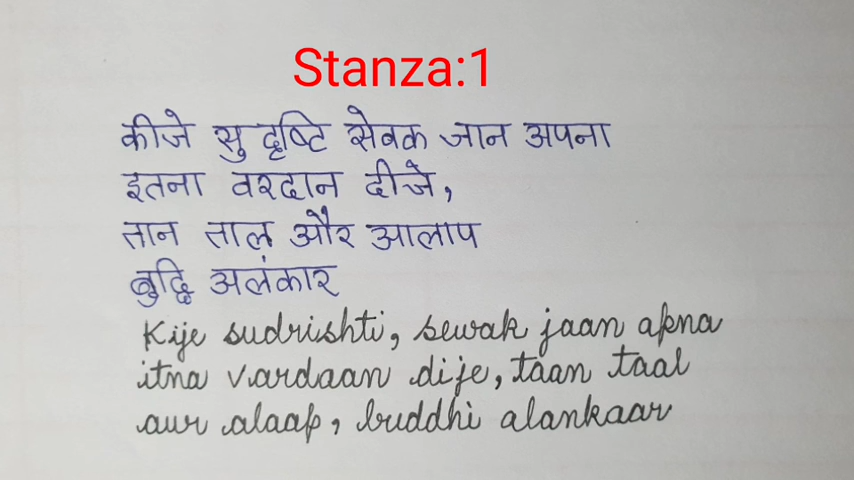 Stanza:1
कीजे सुदृष्टि सेवक जान अपना
इतना वरदान दीजे,
तान ताल और आलाप
बुद्धि अलंकार
Kije sudrishti, sewak jaan apna
itna vardaan dije, taan taal
aur alaap, buddhi alankaar